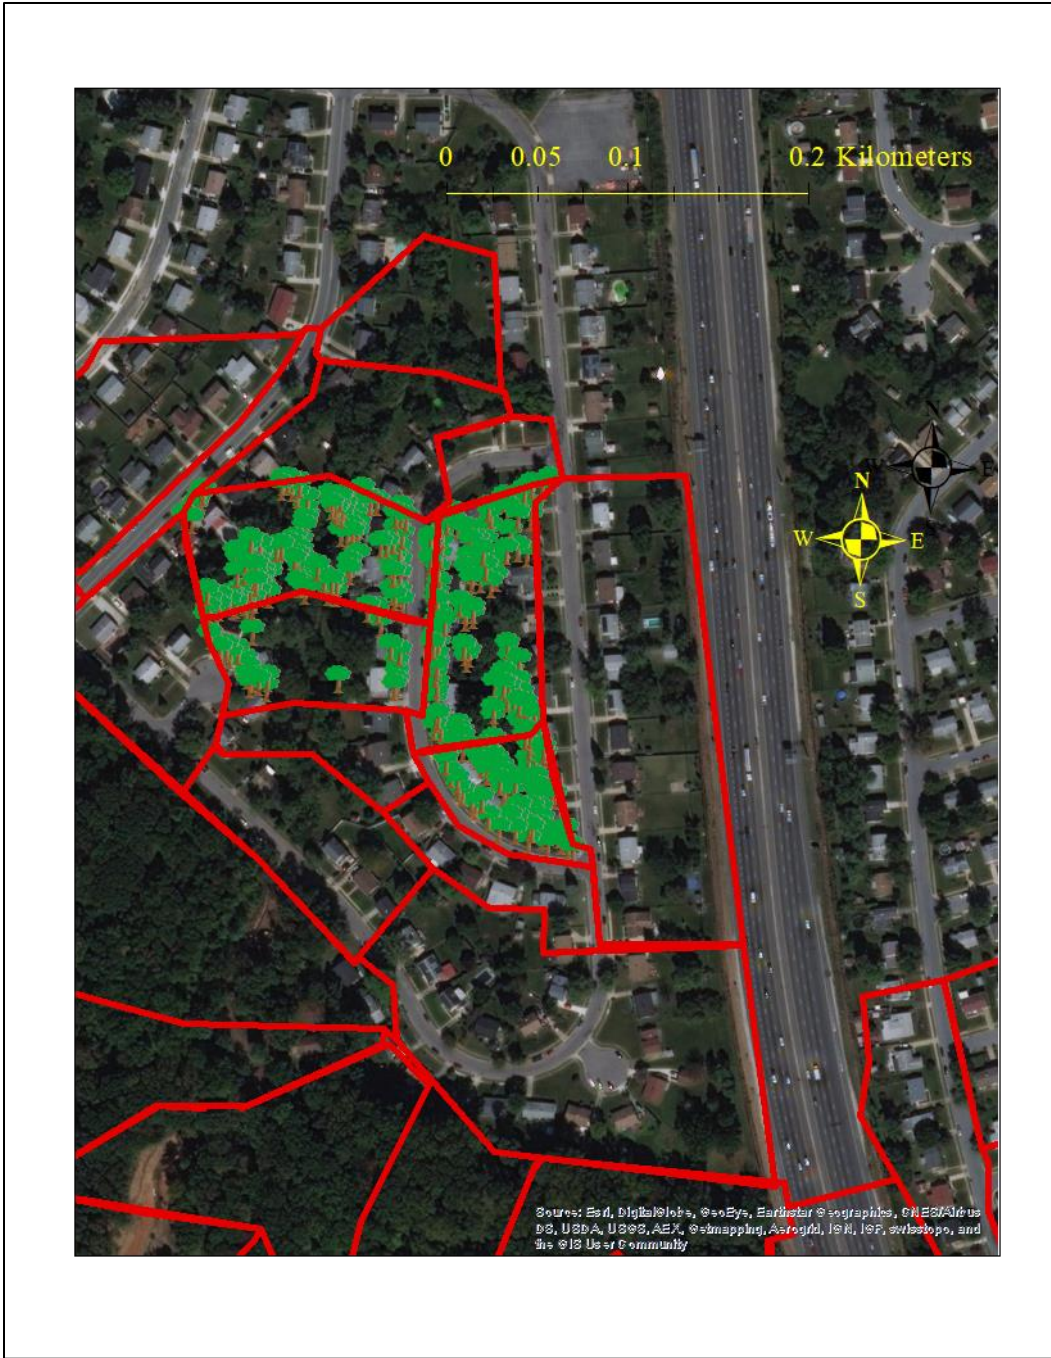 0 0.05 0.1 0.2 Kilometers
N
W E
S
N
W E
S
Source: Esri, DigitalGlobe, GeoEye, Earthstar Geographics, CNES/Airbus
DS, USDA, USGS, AEX, Getmapping, Aerogrid, IGN, IGP, swisstopo, and
the GIS User Community